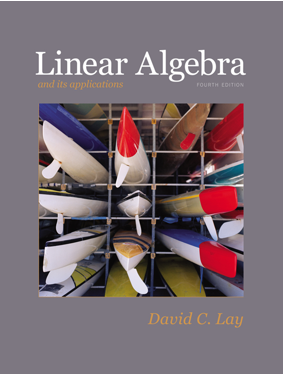 Linear Algebra
and its applications
FOURTH EDITION
David C. Lay